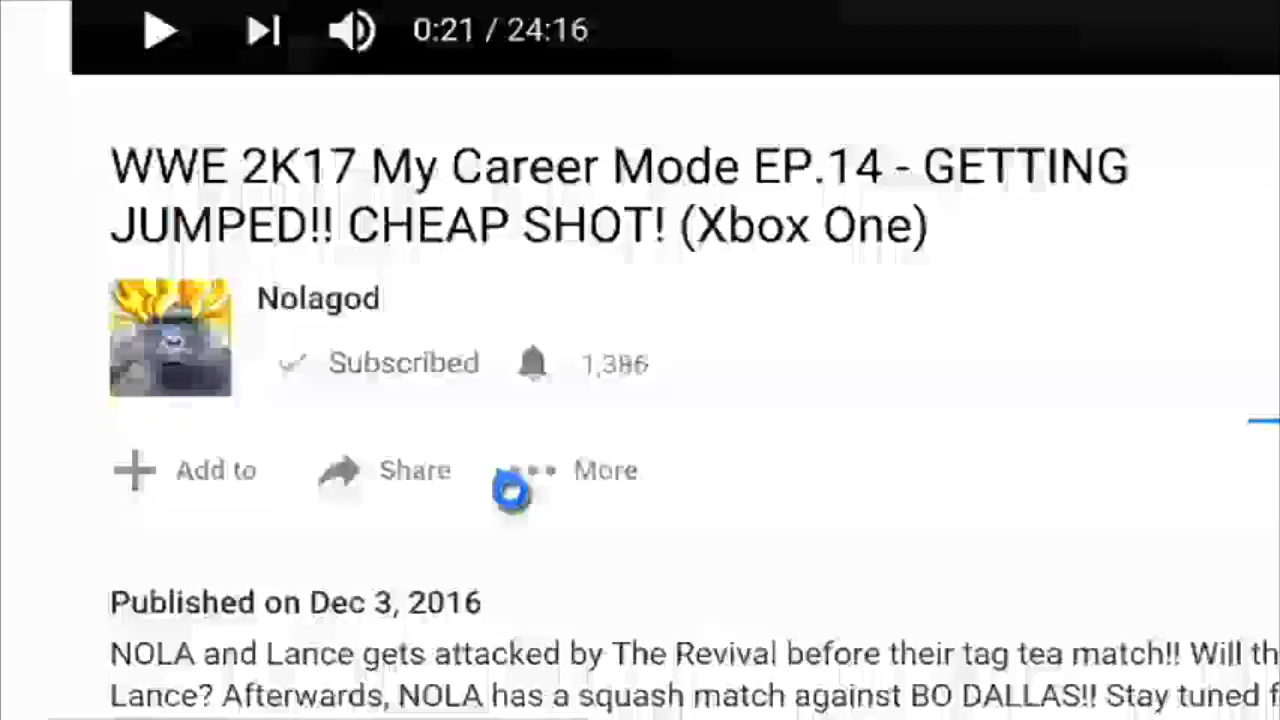 0:21 / 24:16
WWE 2K17 My Career Mode EP.14 - GETTING
JUMPED!! CHEAP SHOT! (Xbox One)
Nolagod
Subscribed 1,386
Add to Share More
Published on Dec 3, 2016
NOLA and Lance gets attacked by The Revival before their tag tea match!! Will th
Lance? Afterwards, NOLA has a squash match against BO DALLAS!! Stay tuned f